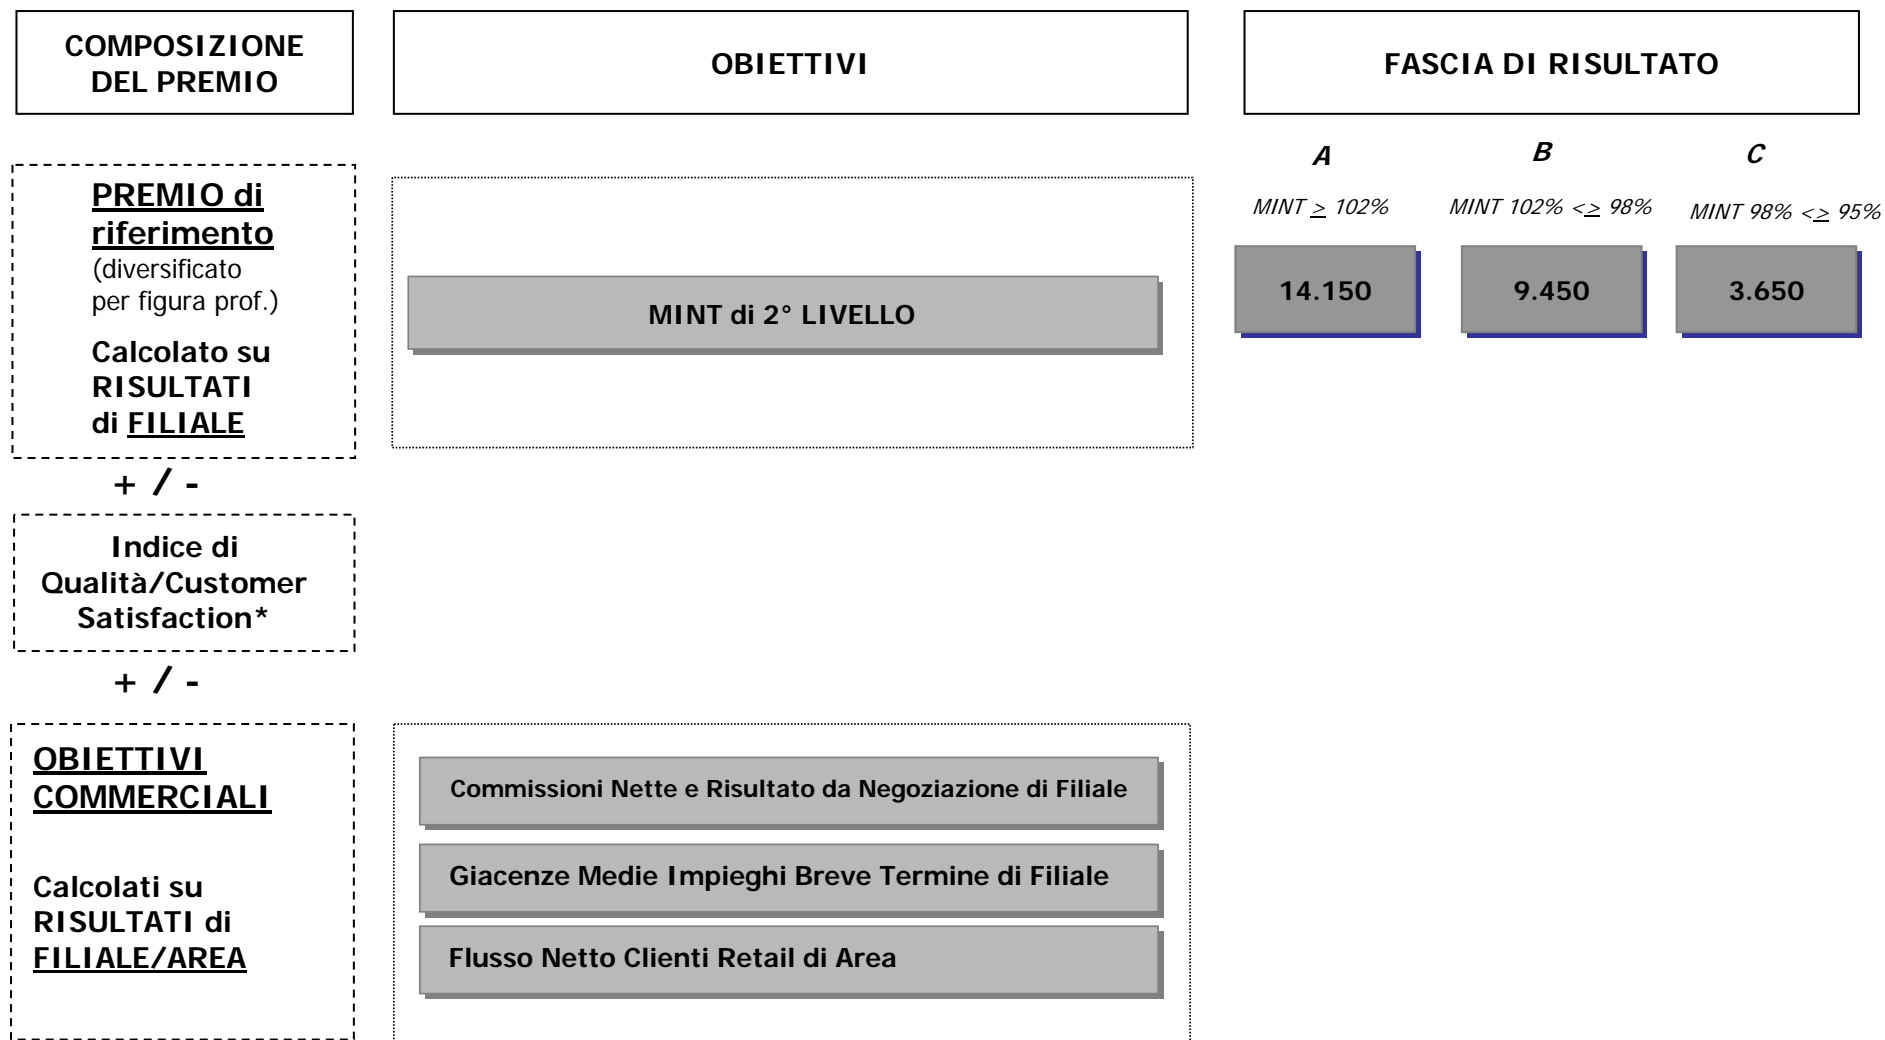 COMPOSIZIONE
DEL PREMIO
OBIETTIVI
FASCIA DI RISULTATO
A
B
C
MINT ≥ 102%
MINT 102% <≥ 98%
MINT 98% <≥ 95%
PREMIO di
riferimento
(diversificato
per figura prof.)
Calcolato su
RISULTATI
di FILIALE
MINT di 2° LIVELLO
14.150
9.450
3.650
+ / -
Indice di
Qualità/Customer
Satisfaction*
+ / -
OBIETTIVI
COMMERCIALI
Calcolati su
RISULTATI di
FILIALE/AREA
Commissioni Nette e Risultato da Negoziazione di Filiale
Giacenze Medie Impieghi Breve Termine di Filiale
Flusso Netto Clienti Retail di Area